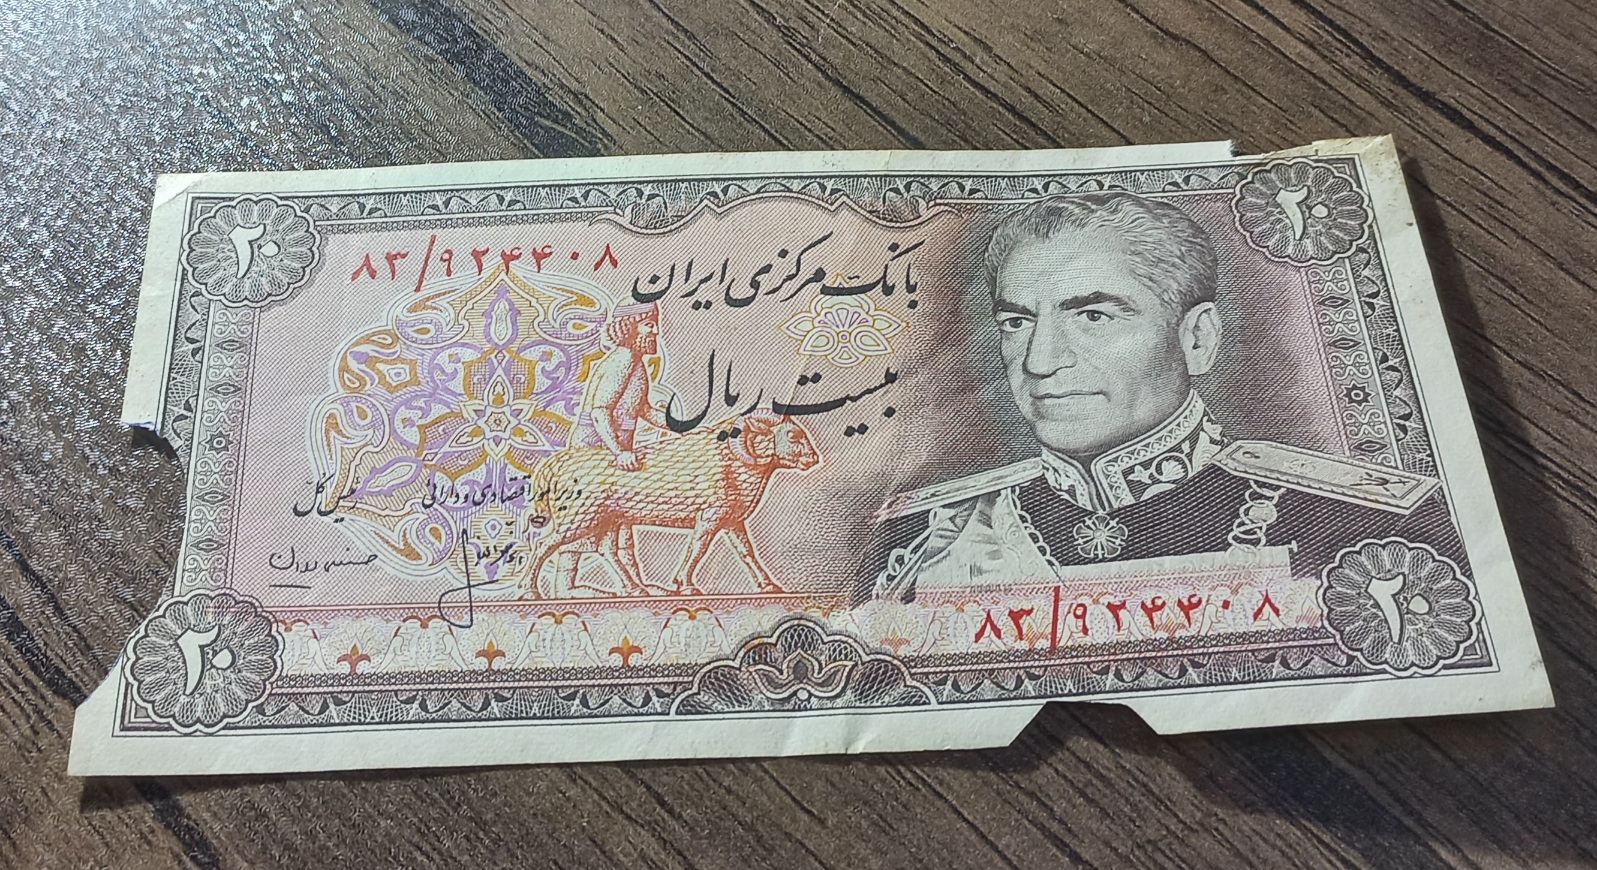 ۲۰
۲۰
۸۳/۹۲۴۴۰۸
بانک مرکزی ایران
بیست ریال
وزیر امور اقتصادی و دارائی
رئیس کل
۸۳/۹۲۴۴۰۸
۲۰
۲۰